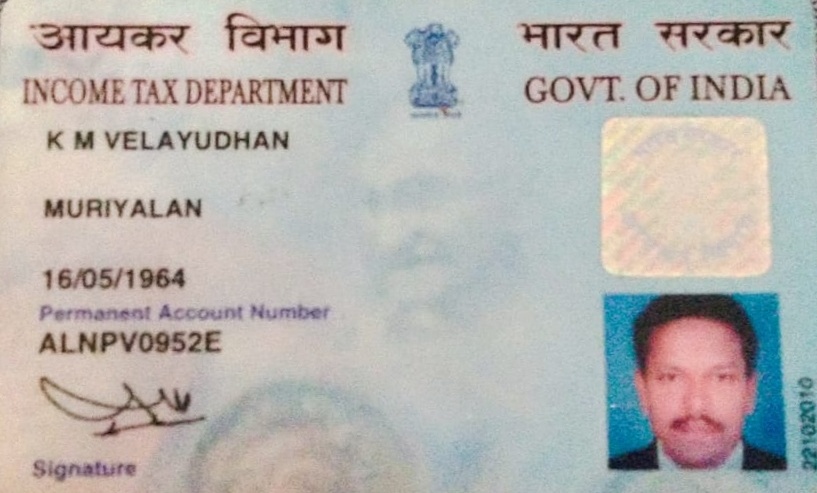 आयकर विभाग
भारत सरकार
INCOME TAX DEPARTMENT
GOVT. OF INDIA
K M VELAYUDHAN
MURIYALAN
16/05/1964
Permanent Account Number
ALNPV0952E
Signature
22102010